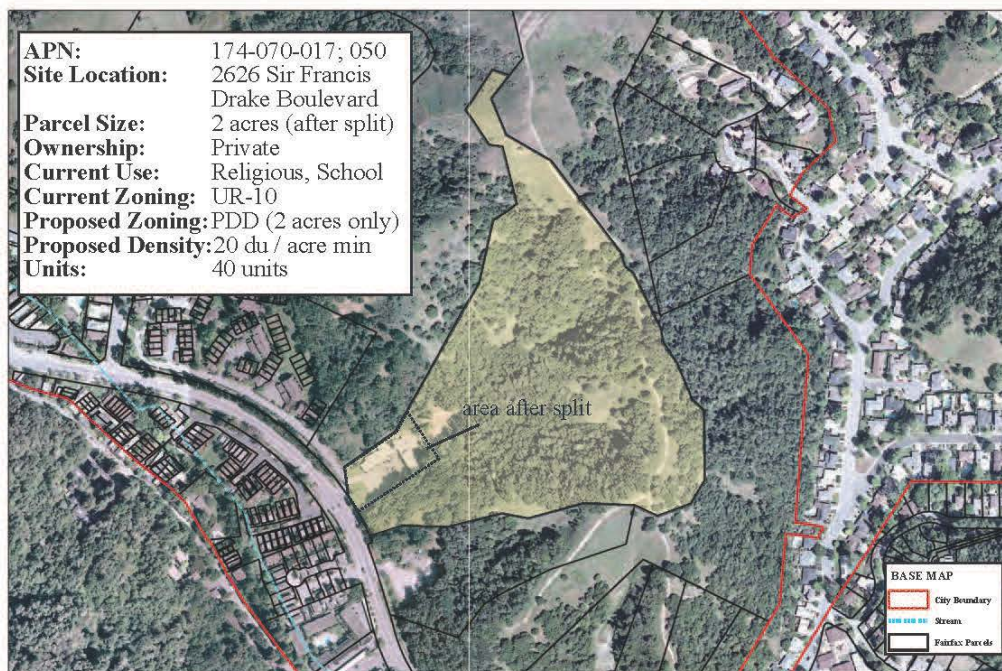 APN: 174-070-017; 050
Site Location: 2626 Sir Francis
Drake Boulevard
Parcel Size: 2 acres (after split)
Ownership: Private
Current Use: Religious, School
Current Zoning: UR-10
Proposed Zoning: PDD (2 acres only)
Proposed Density: 20 du / acre min
Units: 40 units
area after split
BASE MAP
City Boundary
Stream
Fairfax Parcels